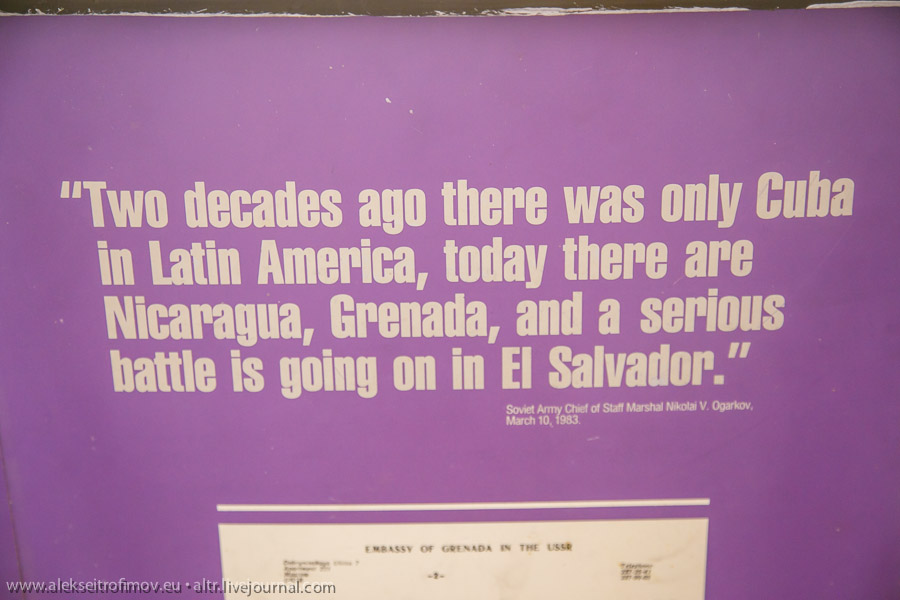 “Two decades ago there was only Cuba
in Latin America, today there are
Nicaragua, Grenada, and a serious
battle is going on in El Salvador.”
Soviet Army Chief of Staff Marshal Nikolai V. Ogarkov,
March 10, 1983.
EMBASSY OF GRENADA IN THE USSR
-2-
www.alekseitrofimov.eu • altr.livejournal.com